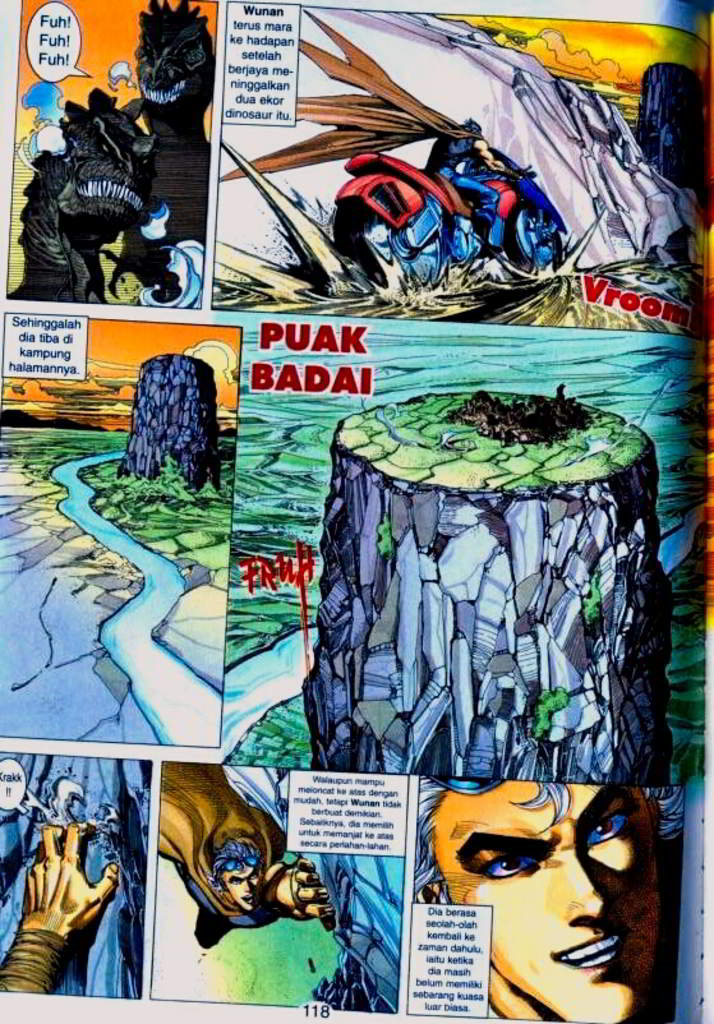 Fuh!
Fuh!
Fuh!
Wunan
terus mara
ke hadapan
setelah
berjaya me-
ninggalkan
dua ekor
dinosaur itu.
Vroom
Sehinggalah
dia tiba di
kampung
halamannya.
PUAK
BADAI
FRUH
Krakk
!!
Walaupun mampu
meloncat ke atas dengan
mudah, tetapi Wunan tidak
berbuat demikian.
Sebaliknya, dia memilih
untuk memanjat ke atas
secara perlahan-lahan.
Dia berasa
seolah-olah
kembali ke
zaman dahulu,
iaitu ketika
dia masih
belum memiliki
sebarang kuasa
luar biasa.
118